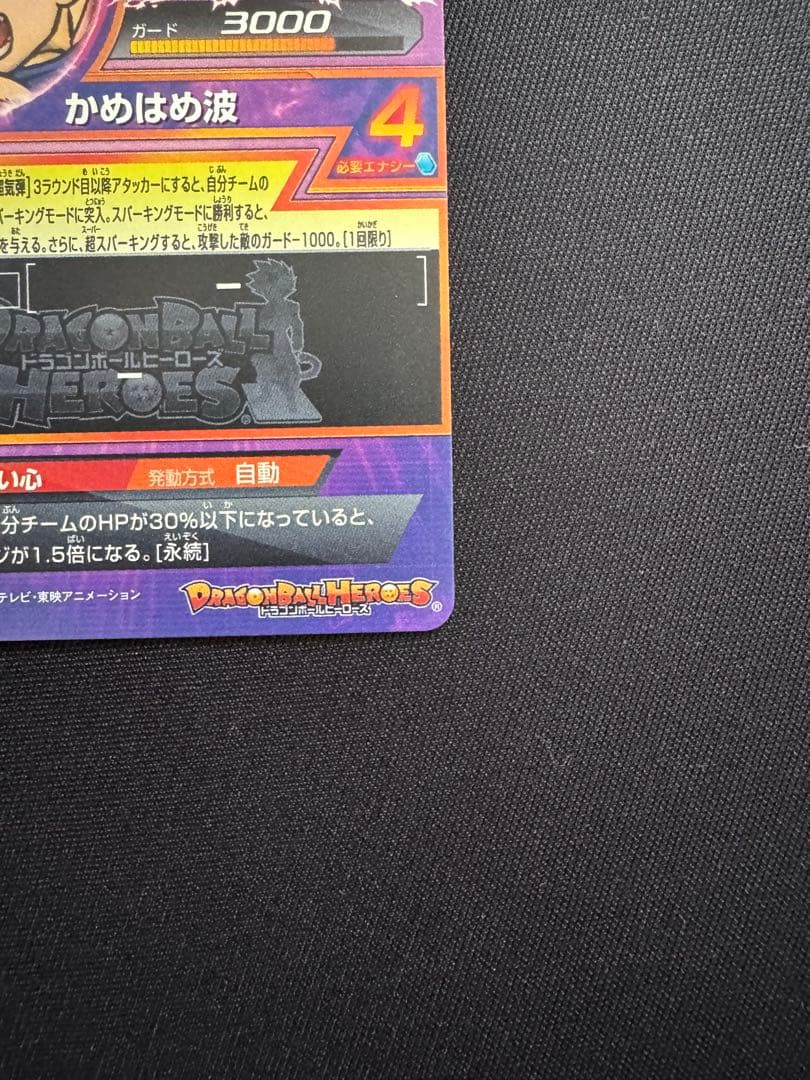 ガード 3000
かめはめ波
4
必要エナジー
気弾]3ラウンド目以降アタッカーにすると、自分チームの
パーキングモードに突入。スパーキングモードに勝利すると、
を与える。さらに、超スパーキングすると、攻撃した敵のガード-1000。[1回限り]
DRAGONBALL
ドラゴンボールヒーローズ
HEROES
い心
発動方式 自動
分チームのHPが30%以下になっていると、
ジが1.5倍になる。[永続]
テレビ・東映アニメーション
DRAGONBALL HEROES
ドラゴンボールヒーローズ